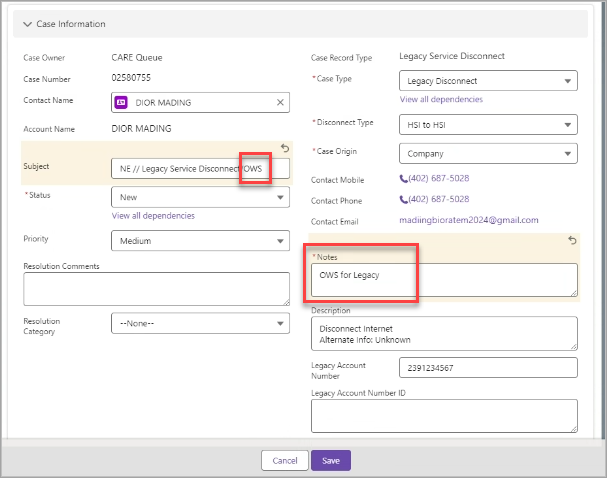 Case Information
Case Owner
CARE Queue
Case Number
02580755
Contact Name
DIOR MADING
Account Name
DIOR MADING
Subject
NE // Legacy Service Disconnect/OWS
*Status
New
View all dependencies
Priority
Medium
Resolution Comments
Resolution
Category
--None--
Case Record Type
Legacy Service Disconnect
*Case Type
Legacy Disconnect
View all dependencies
*Disconnect Type
HSI to HSI
*Case Origin
Company
Contact Mobile
(402) 687-5028
Contact Phone
(402) 687-5028
Contact Email
madiingbioratem2024@gmail.com
*Notes
OWS for Legacy
Description
Disconnect Internet
Alternate Info: Unknown
Legacy Account
Number
2391234567
Legacy Account Number ID
Cancel
Save